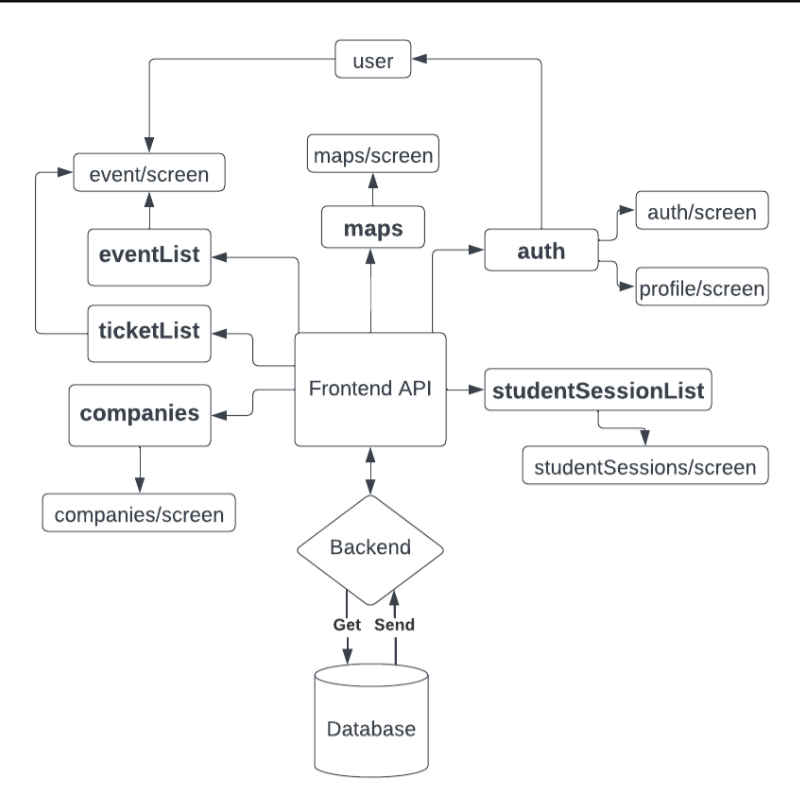 user
maps/screen
event/screen
auth/screen
maps
eventList
auth
profile/screen
ticketList
Frontend API
studentSessionList
companies
studentSessions/screen
companies/screen
Backend
Get Send
Database